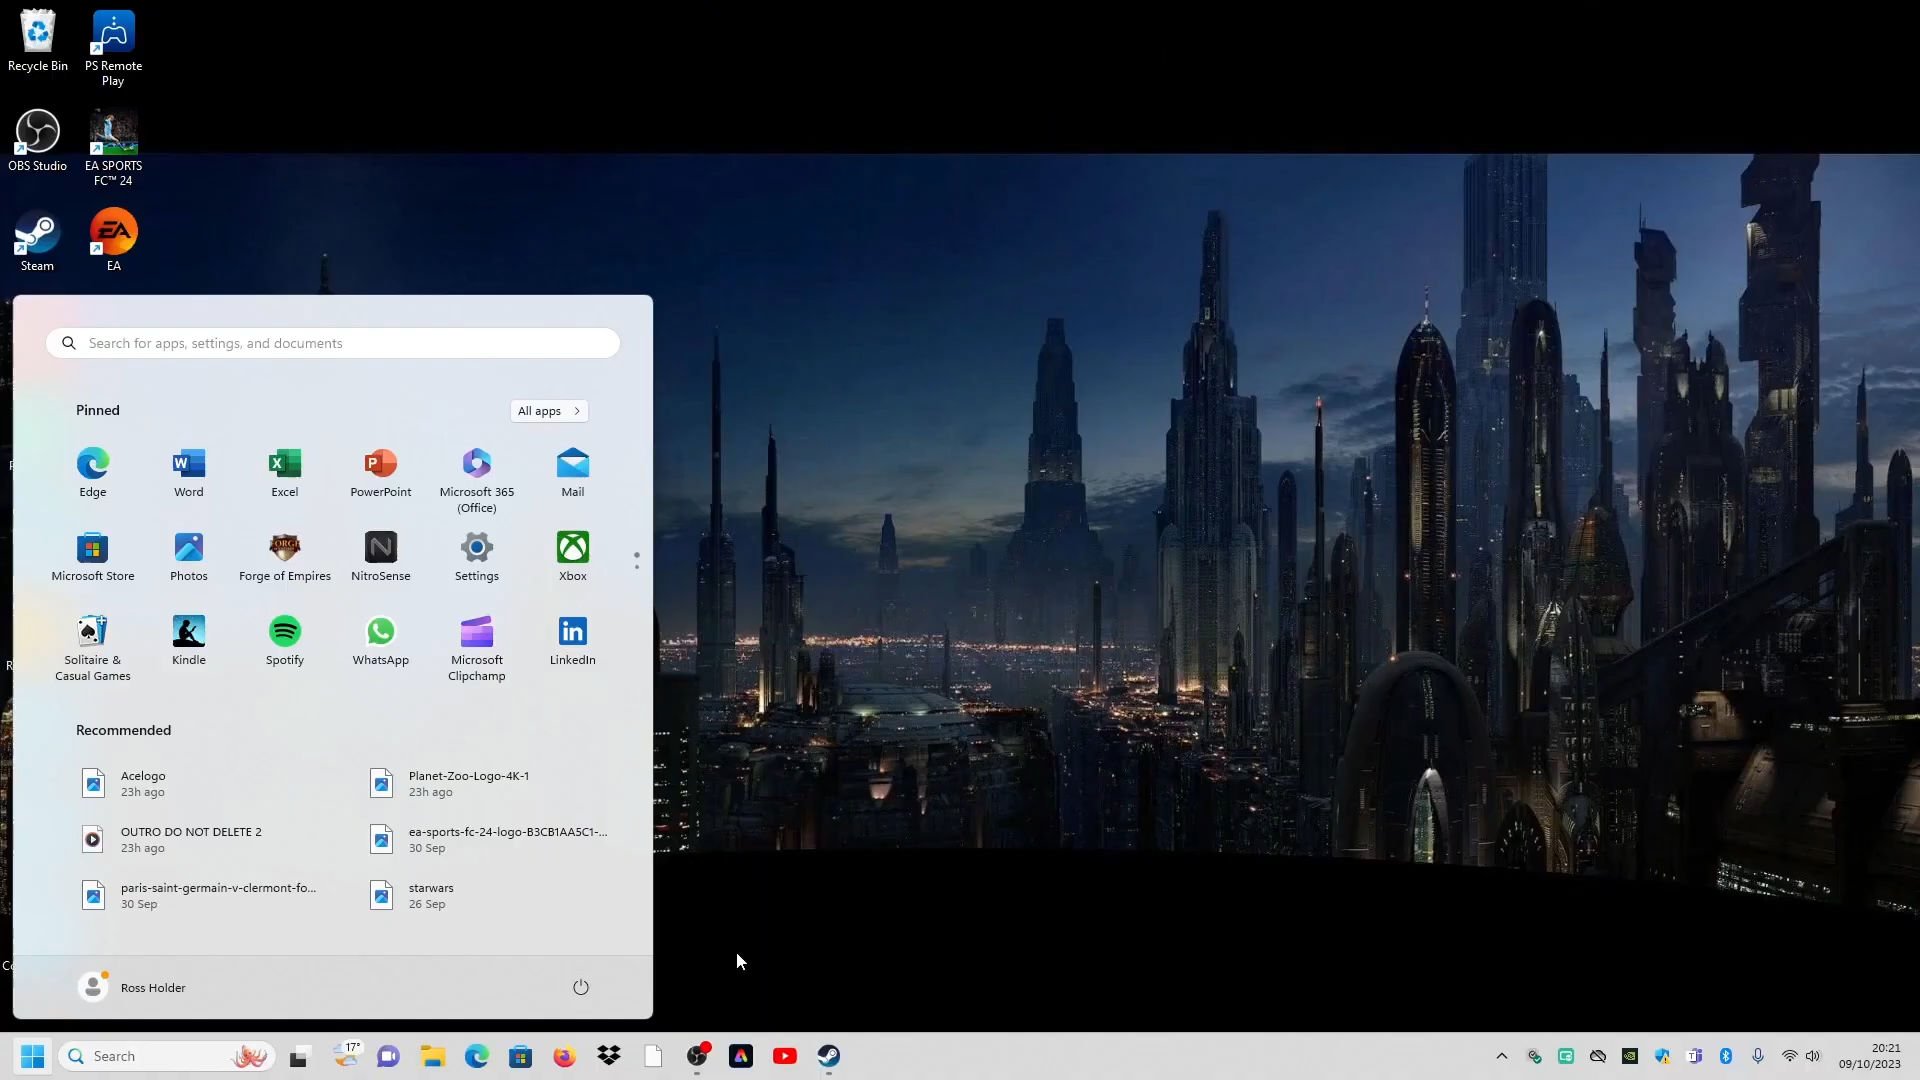 Recycle Bin
PS Remote
Play
OBS Studio
EA SPORTS
FC™ 24
Steam
EA
EA
Search for apps, settings, and documents
Pinned
All apps
Edge
Word
Excel
PowerPoint
Microsoft 365
(Office)
Mail
Microsoft Store
Photos
Forge of Empires
NitroSense
Settings
Xbox
Solitaire &
Casual Games
Kindle
Spotify
WhatsApp
Microsoft
Clipchamp
LinkedIn
Recommended
Acelogo
23h ago
Planet-Zoo-Logo-4K-1
23h ago
OUTRO DO NOT DELETE 2
23h ago
ea-sports-fc-24-logo-B3CB1AA5C1-...
30 Sep
paris-saint-germain-v-clermont-fo...
30 Sep
starwars
26 Sep
Ross Holder
Search
17°
20:21
09/10/2023